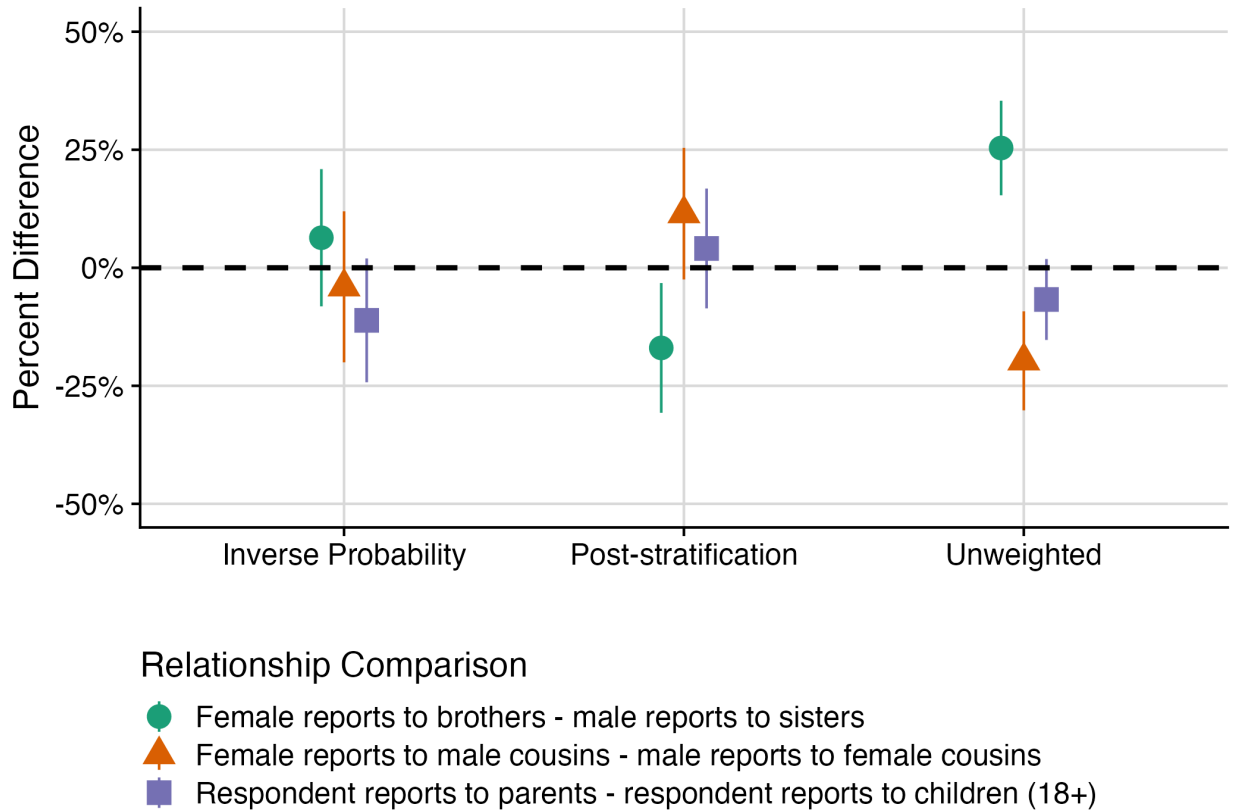 50%
25%
0%
-25%
-50%
Percent Difference
Inverse Probability
Post-stratification
Unweighted
Relationship Comparison
Female reports to brothers - male reports to sisters
Female reports to male cousins - male reports to female cousins
Respondent reports to parents - respondent reports to children (18+)